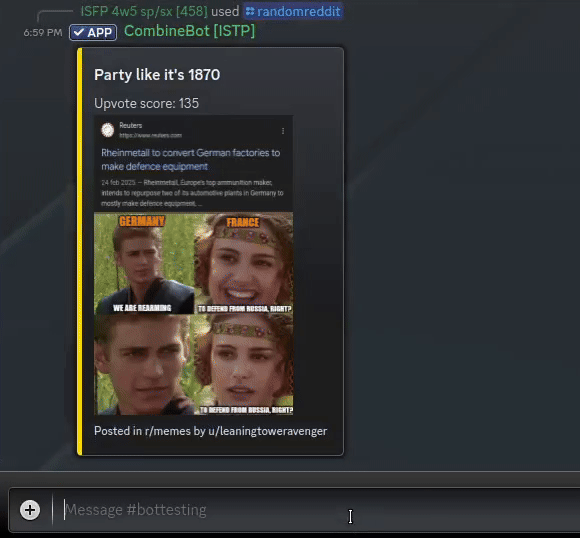 ISFP 4w5 sp/sx [458] used randomreddit
6:59 PM APP CombineBot [ISTP]
Party like it's 1870
Upvote score: 135
Reuters
https://www.reuters.com
Rheinmetall to convert German factories to
make defence equipment
24 feb 2025 — Rheinmetall, Europe's top ammunition maker,
intends to repurpose two of its automotive plants in Germany to
mostly make defence equipment. ...
GERMANY FRANCE
WE ARE REARMING TO DEFEND FROM RUSSIA, RIGHT?
TO DEFEND FROM RUSSIA, RIGHT?
Posted in r/memes by u/leaningtoweravenger
Message #bottesting